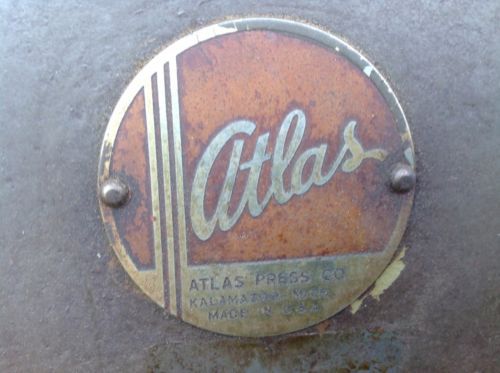 Atlas
ATLAS PRESS CO
KALAMAZOO MICH
MADE IN U.S.A.